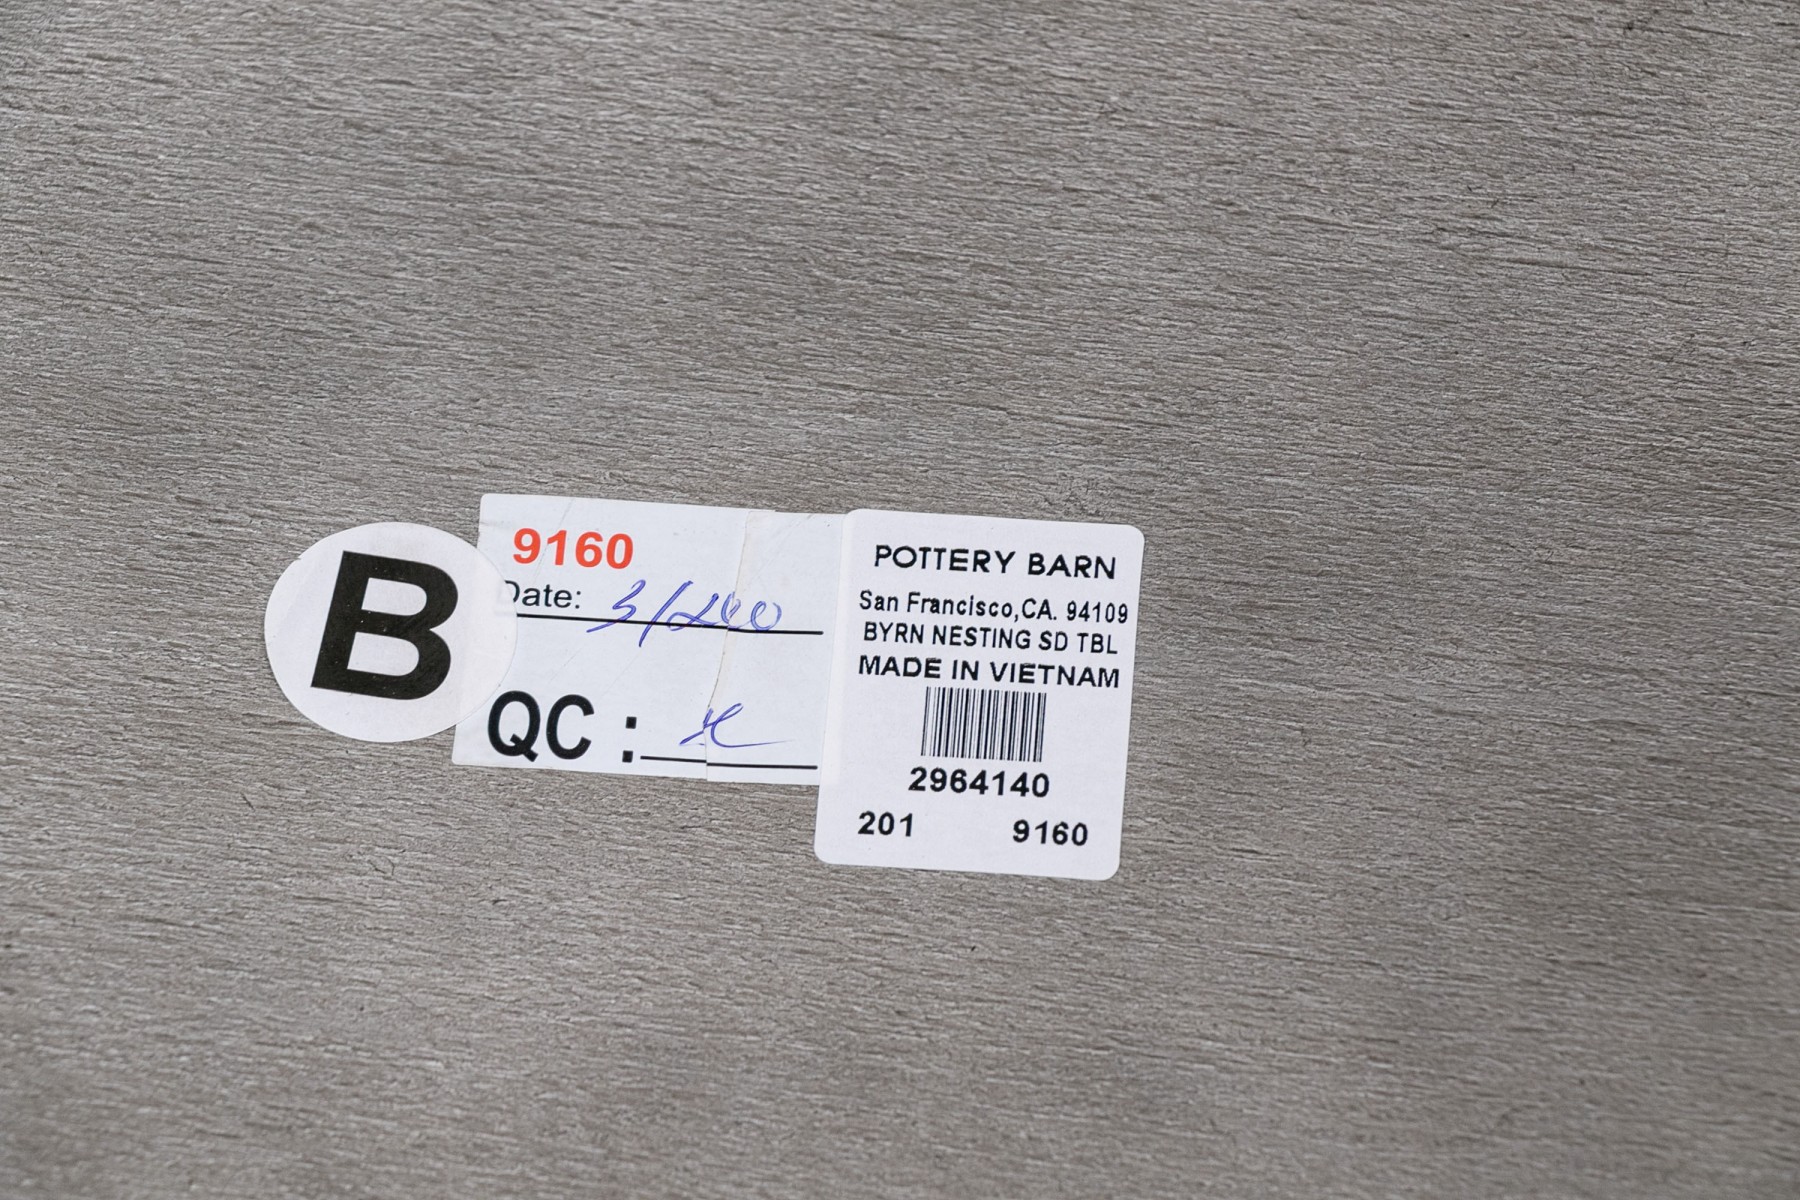 B
9160
Date:
QC :
POTTERY BARN
San Francisco,CA. 94109
BYRN NESTING SD TBL
MADE IN VIETNAM
2964140
201 9160